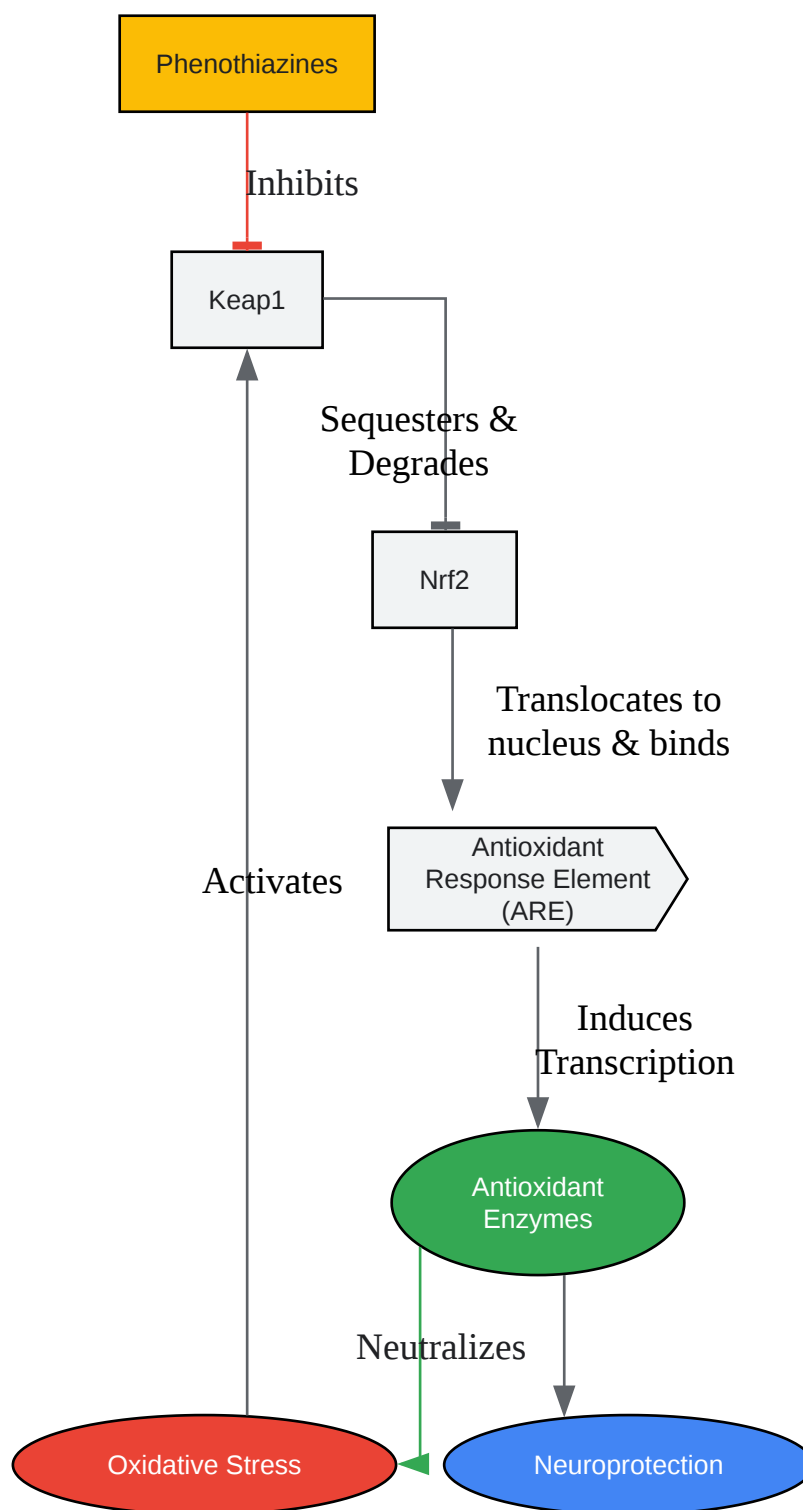 Phenothiazines
Inhibits
Keap1
Sequesters &
Degrades
Nrf2
Translocates to
nucleus & binds
Antioxidant
Response Element
(ARE)
Activates
Induces
Transcription
Antioxidant
Enzymes
Neutralizes
Oxidative Stress
Neuroprotection